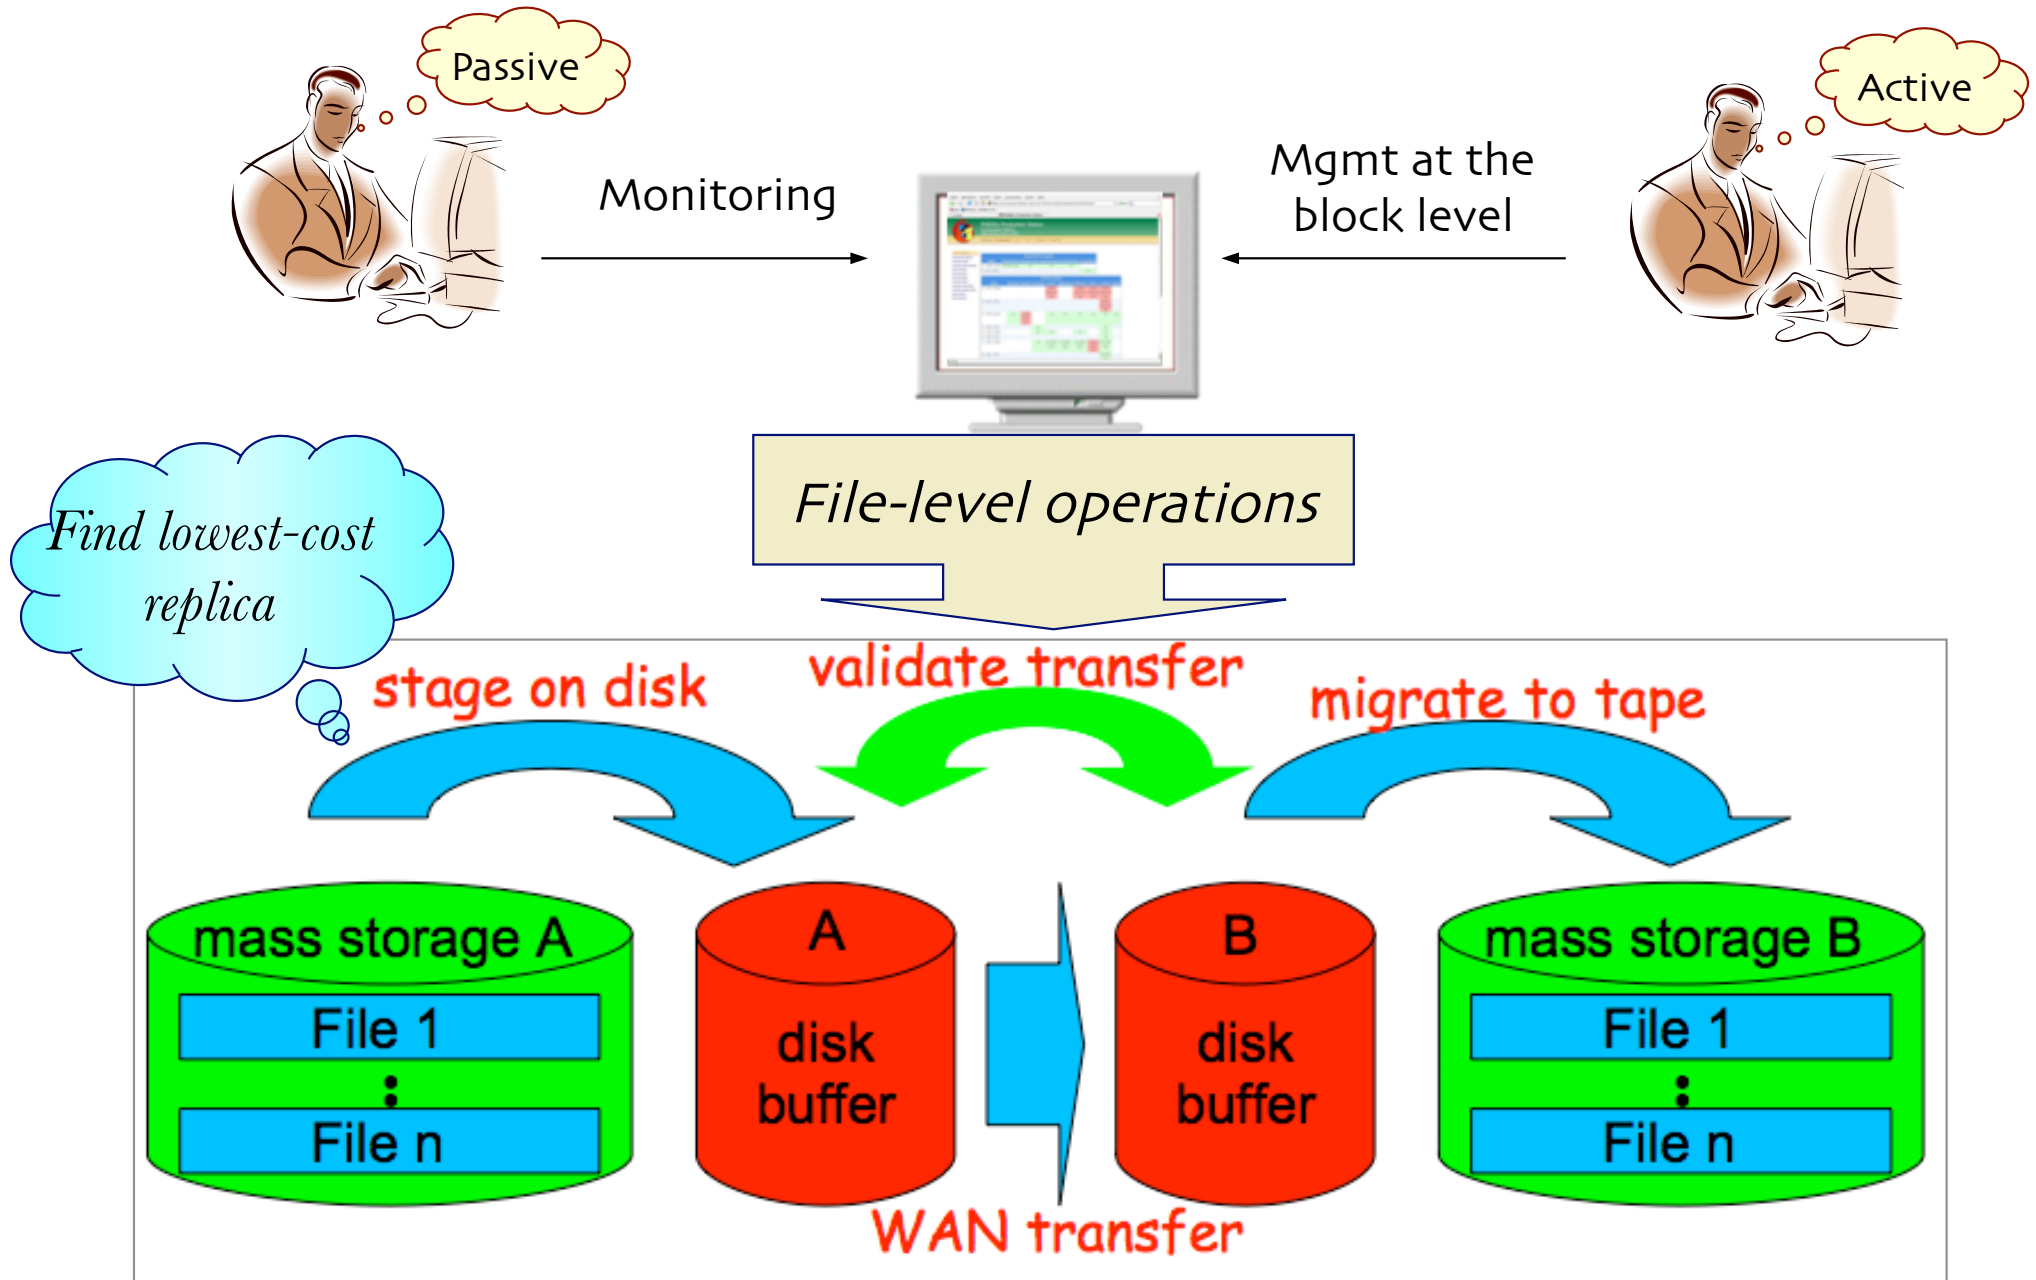 Passive
Active
Monitoring
Mgmt at the
block level
File-level operations
Find lowest-cost
replica
stage on disk
validate transfer
migrate to tape
mass storage A
File 1
File n
A
disk
buffer
B
disk
buffer
mass storage B
File 1
File n
WAN transfer